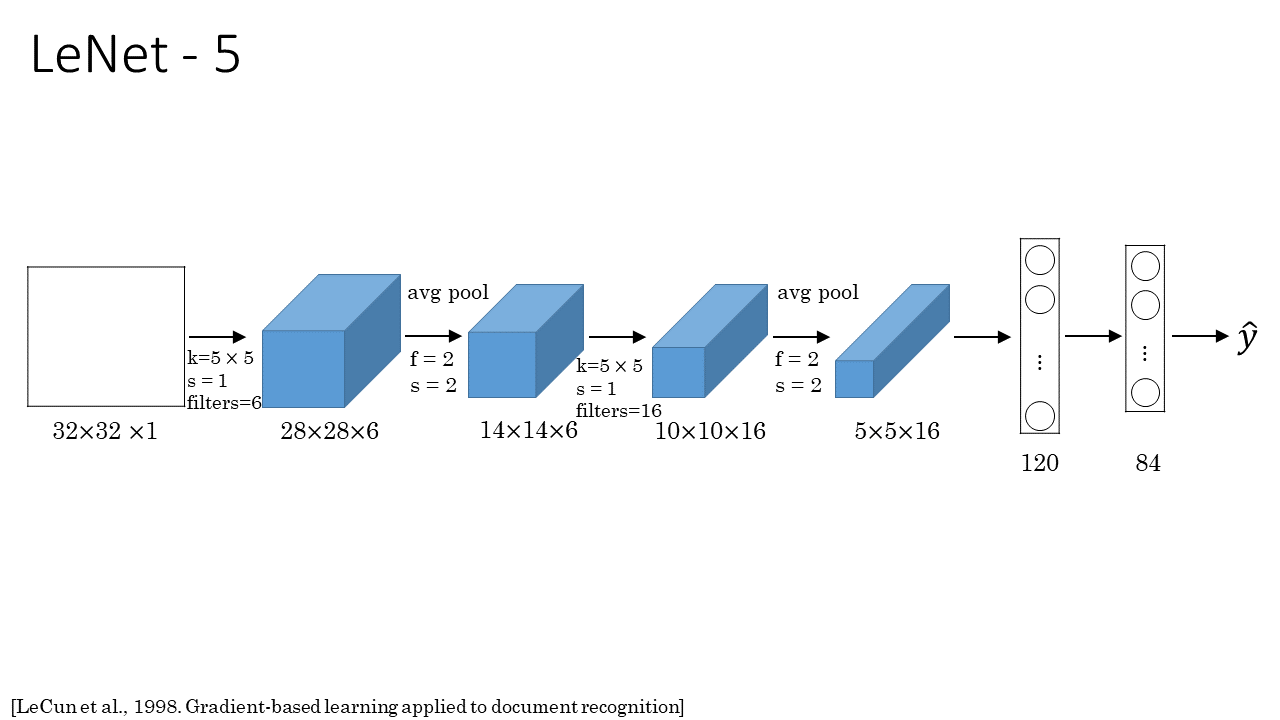 LeNet - 5
avg pool
avg pool
k=5 × 5
s = 1
filters=6
f = 2
s = 2
k=5 × 5
s = 1
filters=16
f = 2
s = 2
ŷ
32×32 ×1
28×28×6
14×14×6
10×10×16
5×5×16
120
84
[LeCun et al., 1998. Gradient-based learning applied to document recognition]